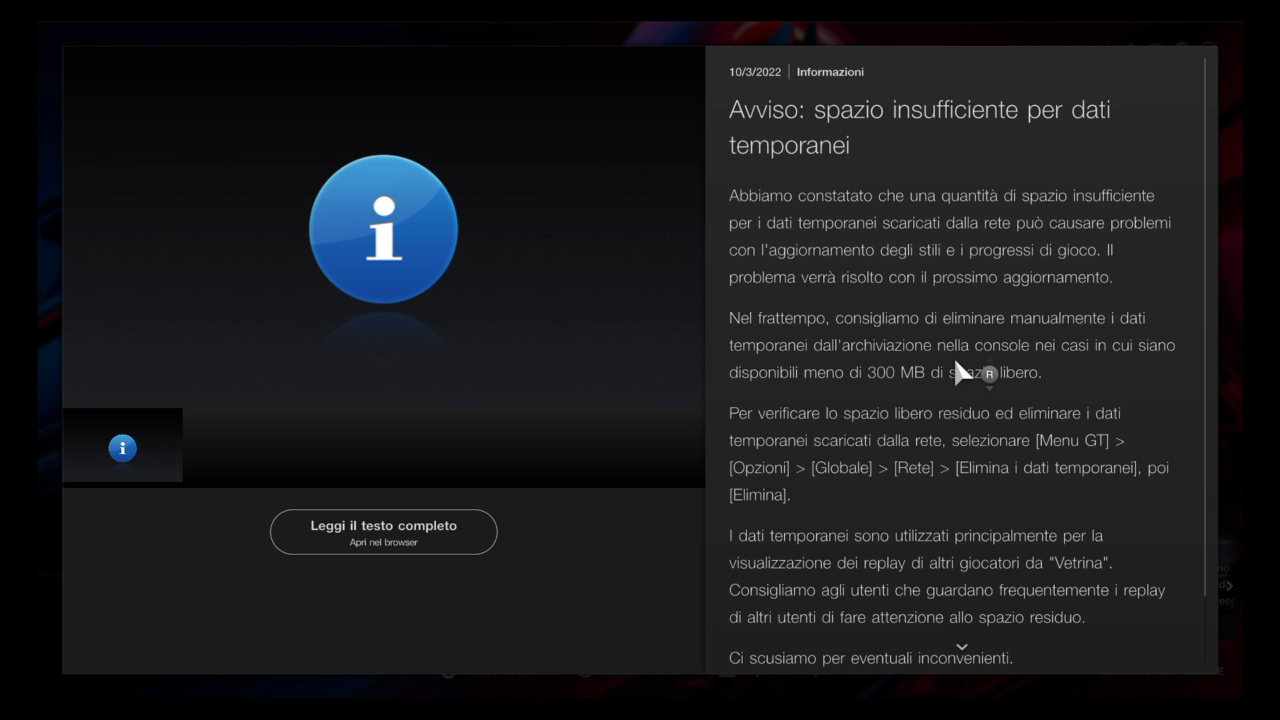 10/3/2022 | Informazioni
Avviso: spazio insufficiente per dati
temporanei
Abbiamo constatato che una quantità di spazio insufficiente
per i dati temporanei scaricati dalla rete può causare problemi
con l'aggiornamento degli stili e i progressi di gioco. Il
problema verrà risolto con il prossimo aggiornamento.
Nel frattempo, consigliamo di eliminare manualmente i dati
temporanei dall'archiviazione nella console nei casi in cui siano
disponibili meno di 300 MB di spazio libero.
R
Per verificare lo spazio libero residuo ed eliminare i dati
temporanei scaricati dalla rete, selezionare [Menu GT] >
[Opzioni] > [Globale] > [Rete] > [Elimina i dati temporanei], poi
[Elimina].
I dati temporanei sono utilizzati principalmente per la
visualizzazione dei replay di altri giocatori da "Vetrina".
Consigliamo agli utenti che guardano frequentemente i replay
di altri utenti di fare attenzione allo spazio residuo.
Ci scusiamo per eventuali inconvenienti.
Leggi il testo completo
Apri nel browser